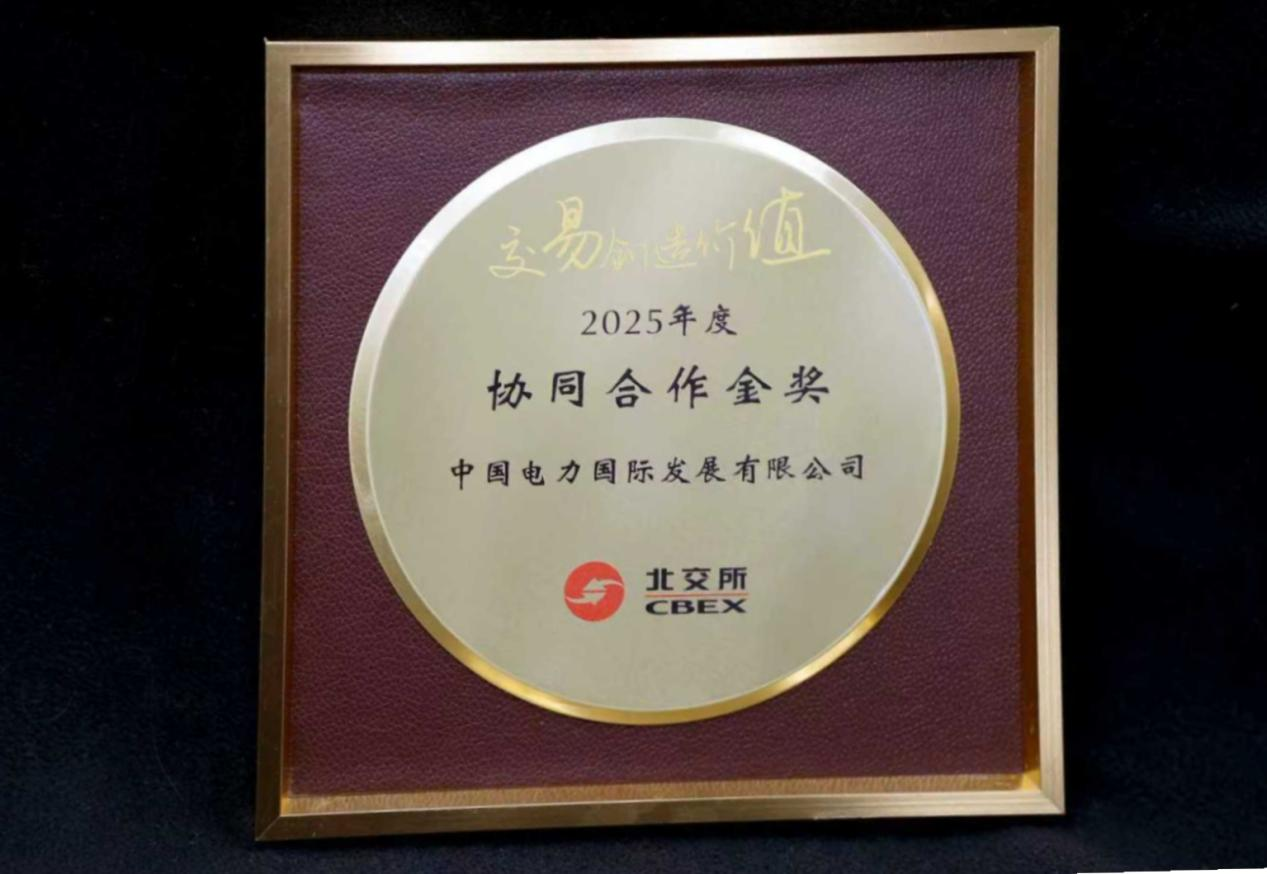 交易创造价值
2025年度
协同合作金奖
中国电力国际发展有限公司
北交所
CBEX